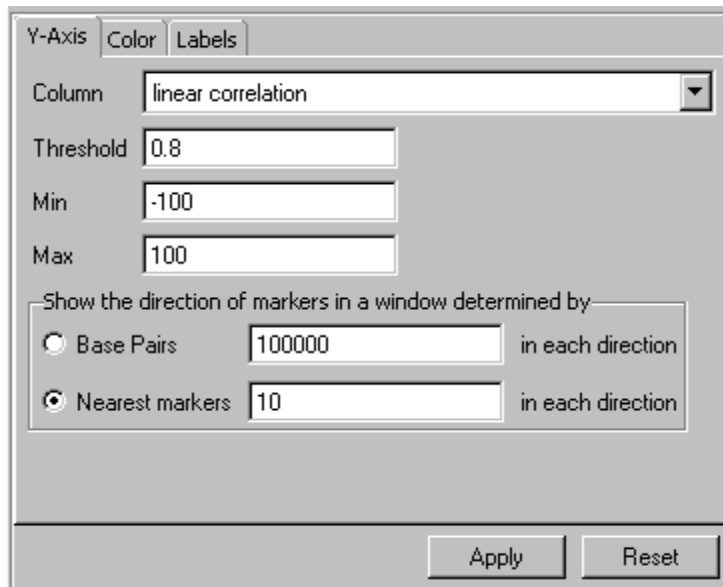 Y-Axis Color Labels
Column linear correlation
Threshold 0.8
Min -100
Max 100
Show the direction of markers in a window determined by
Base Pairs 100000 in each direction
Nearest markers 10 in each direction
Apply Reset